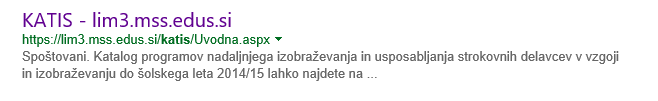 KATIS - lim3.mss.edus.si
https://lim3.mss.edus.si/katis/Uvodna.aspx
Spoštovani. Katalog programov nadaljnjega izobraževanja in usposabljanja strokovnih delavcev v vzgoji
in izobraževanju do šolskega leta 2014/15 lahko najdete na ...